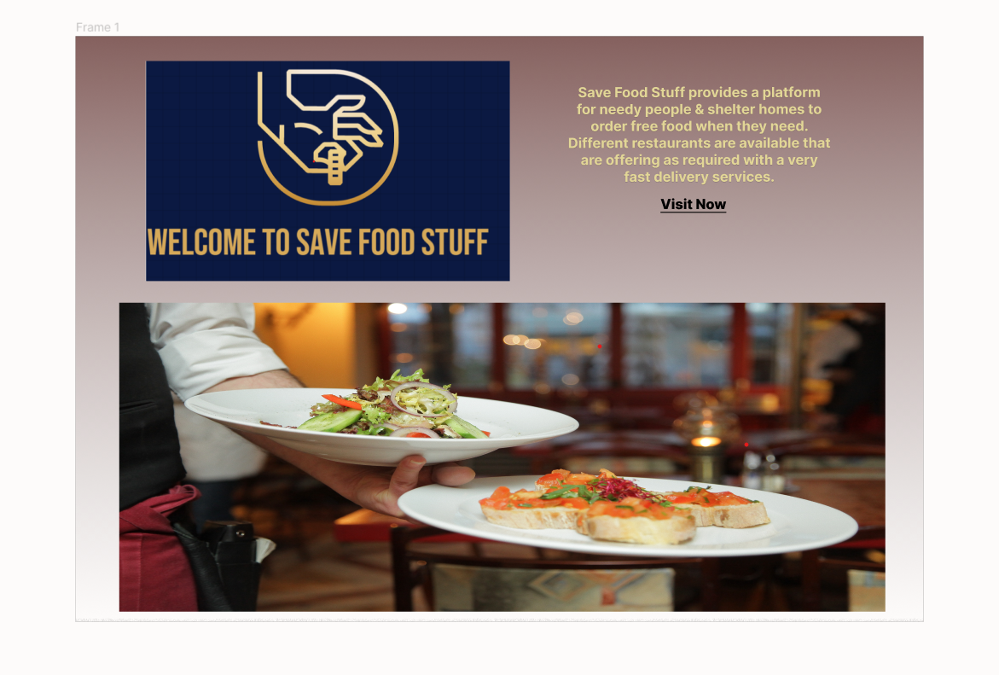 Frame 1
WELCOME TO SAVE FOOD STUFF
Save Food Stuff provides a platform
for needy people & shelter homes to
order free food when they need.
Different restaurants are available that
are offering as required with a very
fast delivery services.
Visit Now